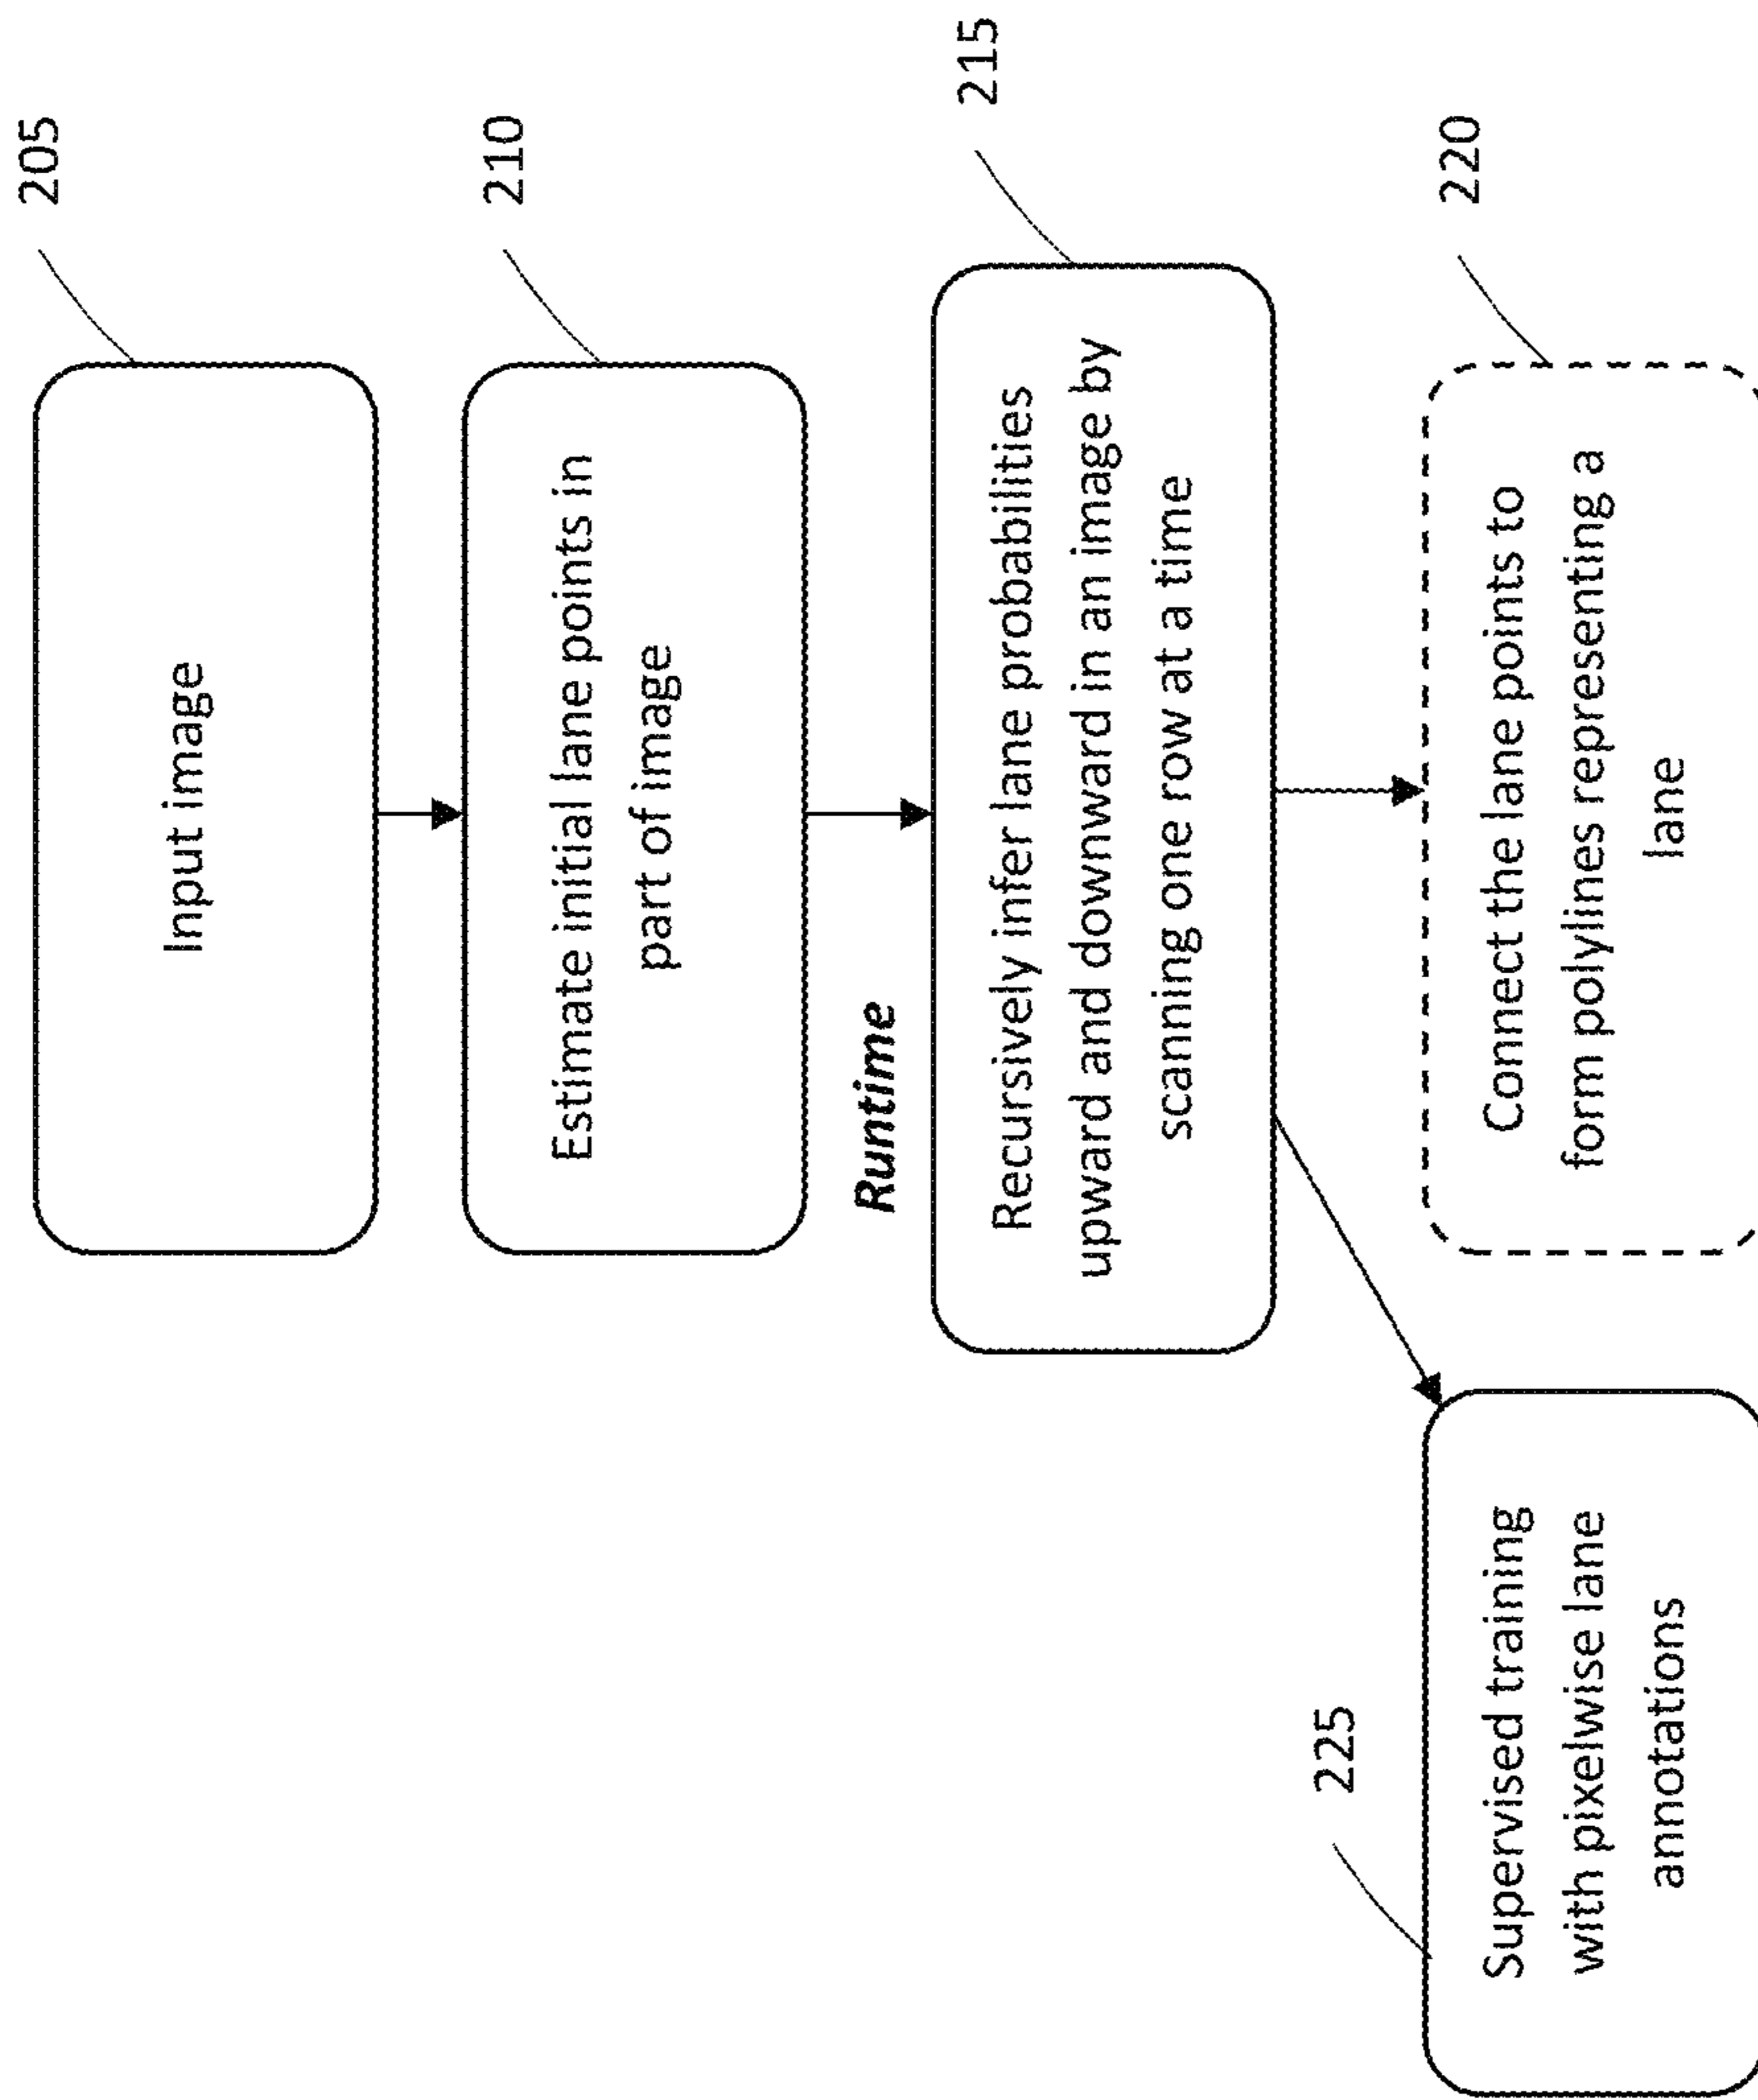 205
Input image
210
Estimate initial lane points in
part of image
Runtime
215
Recursively infer lane probabilities
upward and downward in an image by
scanning one row at a time
220
Connect the lane points to
form polylines representing a
lane
225
Supervised training
with pixelwise lane
annotations